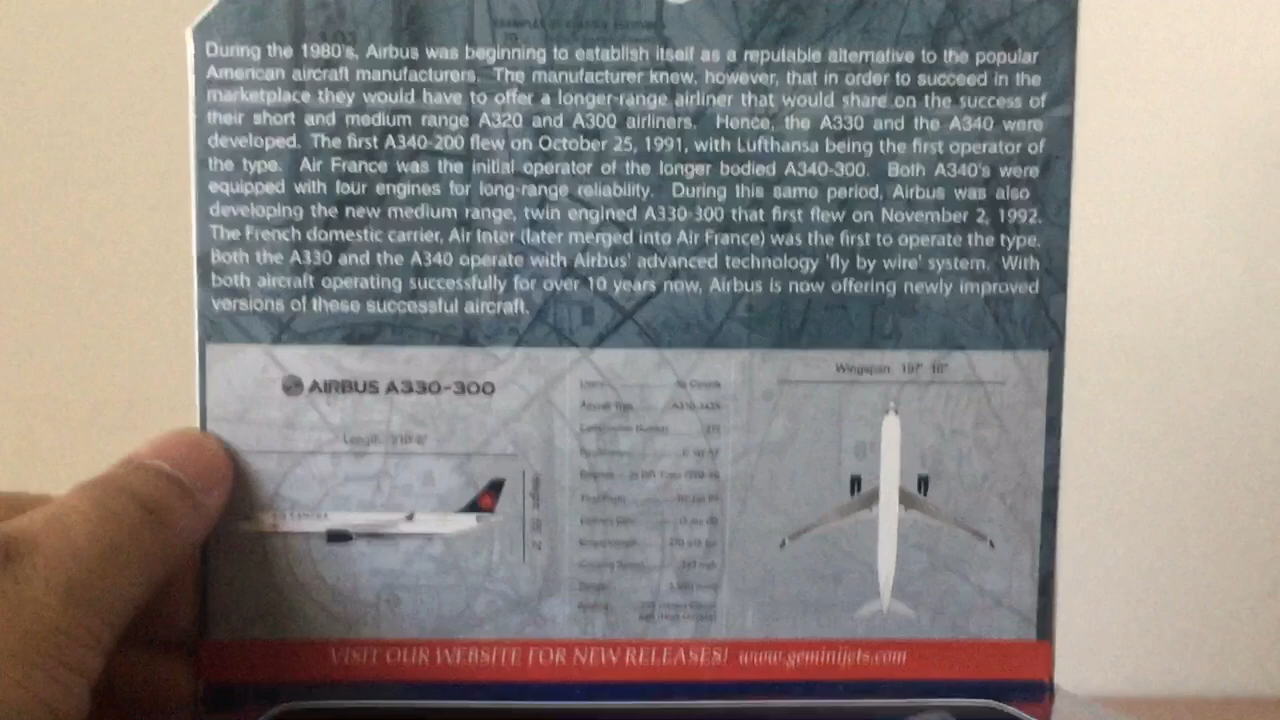 During the 1980's, Airbus was beginning to establish itself as a reputable alternative to the popular
American aircraft manufacturers. The manufacturer knew, however, that in order to succeed in the
marketplace they would have to offer a longer-range airliner that would share on the success of
their short and medium range A320 and A300 airliners. Hence, the A330 and the A340 were
developed. The first A340-200 flew on October 25, 1991, with Lufthansa being the first operator of
the type. Air France was the initial operator of the longer bodied A340-300. Both A340's were
equipped with four engines for long-range reliability. During this same period, Airbus was also
developing the new medium range, twin engined A330-300 that first flew on November 2, 1992.
The French domestic carrier, Air Inter (later merged into Air France) was the first to operate the type.
Both the A330 and the A340 operate with Airbus' advanced technology 'fly by wire' system. With
both aircraft operating successfully for over 10 years now, Airbus is now offering newly improved
versions of these successful aircraft.
Wingspan 197' 10"
AIRBUS A330-300
Length
Aircraft Type
VISIT OUR WEBSITE FOR NEW RELEASES! www.geminijets.com